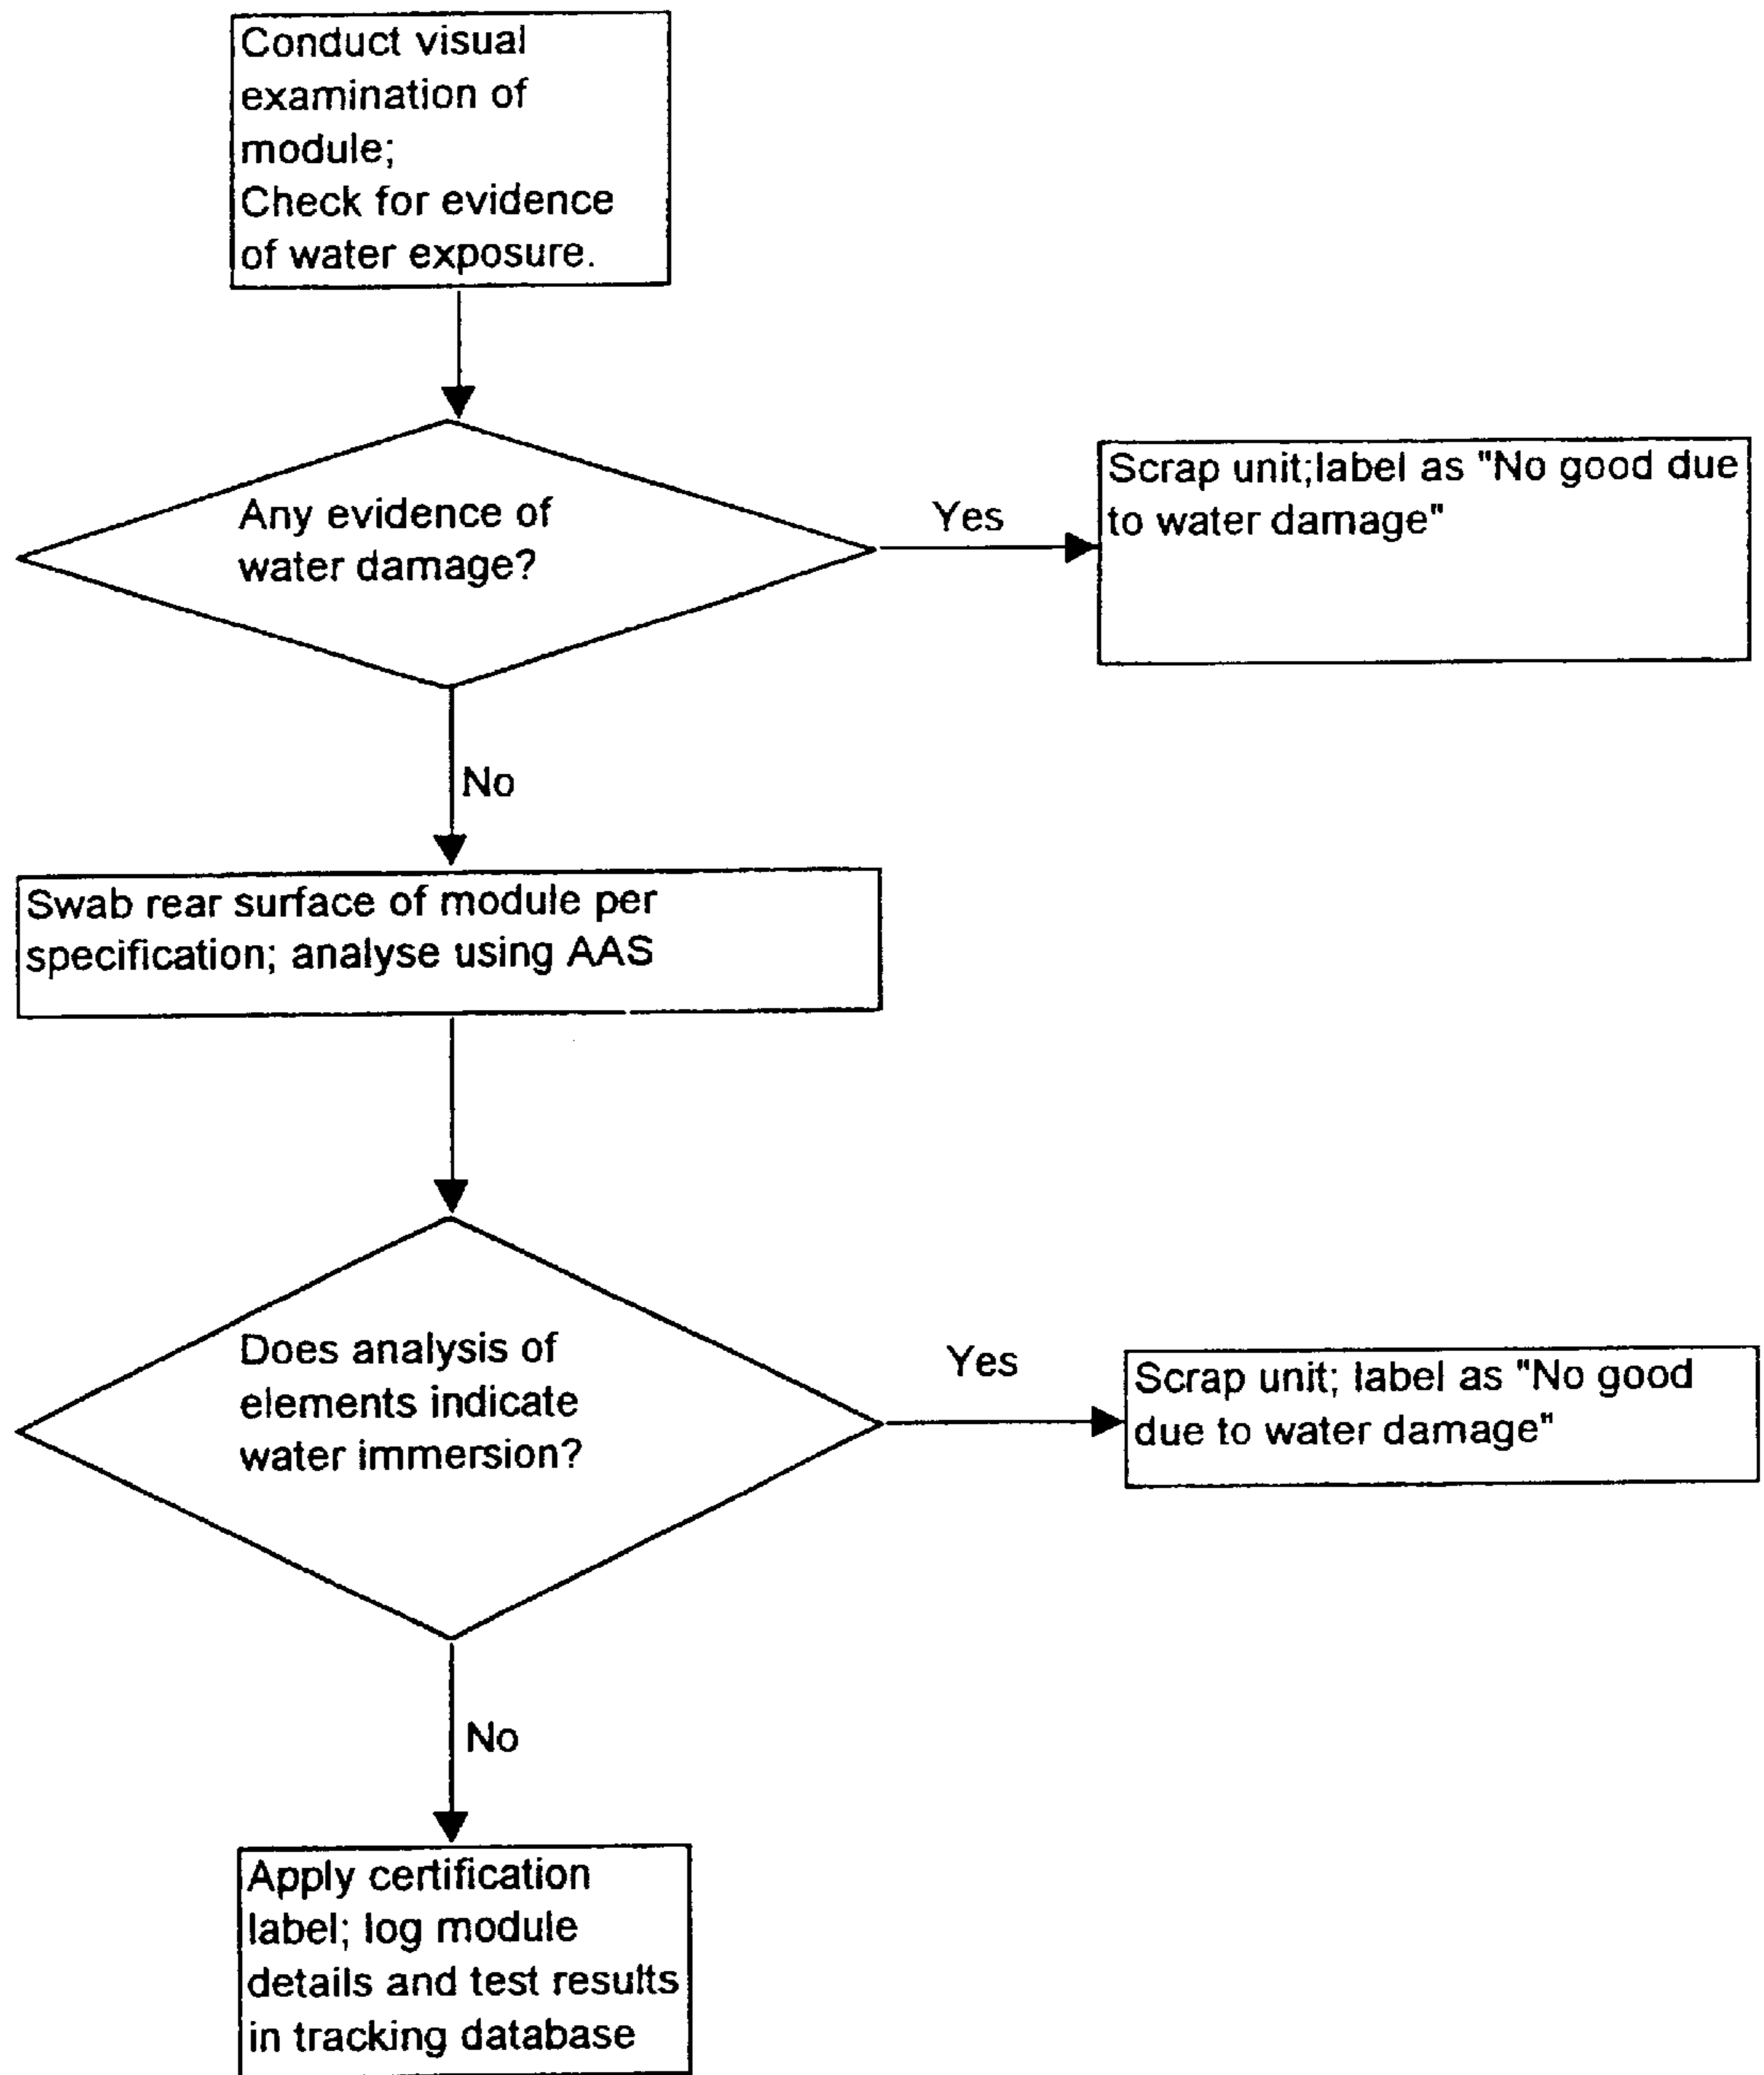 Conduct visual
examination of
module;
Check for evidence
of water exposure.
Any evidence of
water damage?
Yes
Scrap unit;label as "No good due
to water damage"
No
Swab rear surface of module per
specification; analyse using AAS
Does analysis of
elements indicate
water immersion?
Yes
Scrap unit; label as "No good
due to water damage"
No
Apply certification
label; log module
details and test results
in tracking database